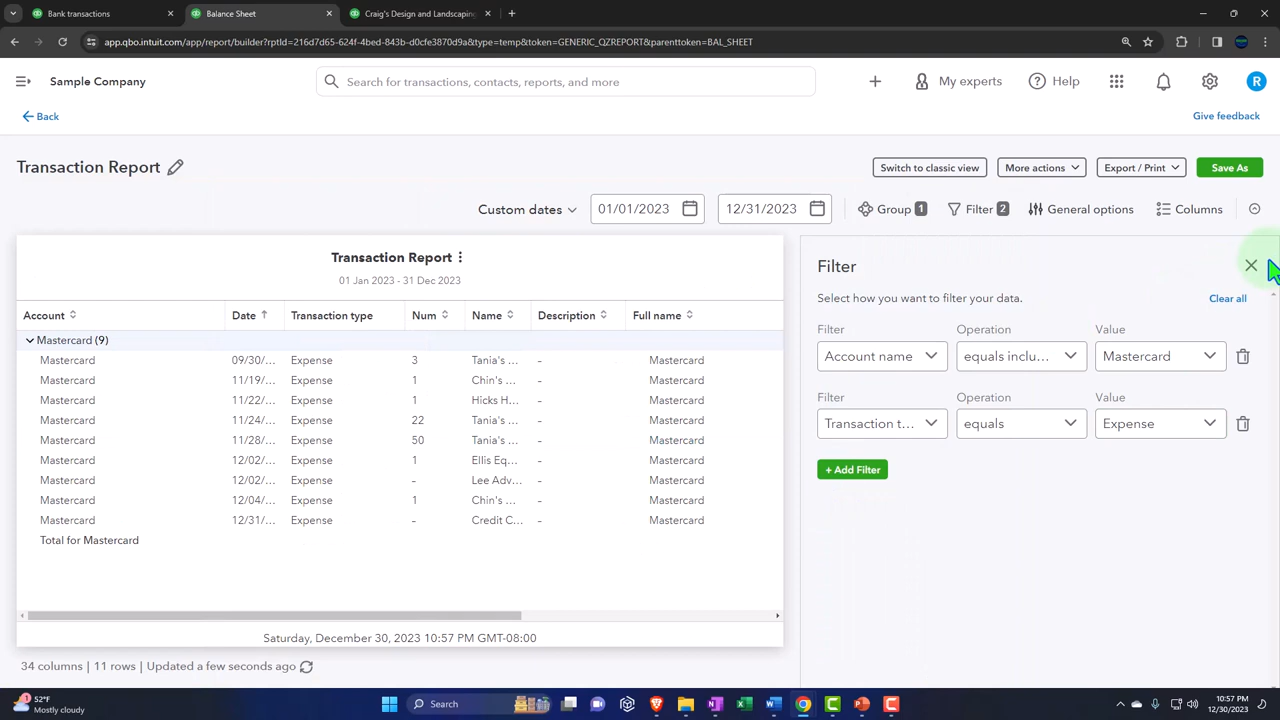 Bank transactions
Balance Sheet
Craig's Design and Landscaping
app.qbo.intuit.com/app/report/builder?rptId=216d7d65-624f-4bed-843b-d0cfe3870d9a&type=temp&token=GENERIC_QZREPORT&parenttoken=BAL_SHEET
Sample Company
Search for transactions, contacts, reports, and more
My experts
Help
R
Back
Give feedback
Transaction Report
Switch to classic view
More actions
Export / Print
Save As
Custom dates
01/01/2023
12/31/2023
Group 1
Filter 2
General options
Columns
Transaction Report
01 Jan 2023 - 31 Dec 2023
Account Date Transaction type Num Name Description Full name
Mastercard (9)
Mastercard 09/30/... Expense 3 Tania's ... – Mastercard
Mastercard 11/19/... Expense 1 Chin's ... – Mastercard
Mastercard 11/22/... Expense 1 Hicks H... – Mastercard
Mastercard 11/24/... Expense 22 Tania's ... – Mastercard
Mastercard 11/28/... Expense 50 Tania's ... – Mastercard
Mastercard 12/02/... Expense 1 Ellis Eq... – Mastercard
Mastercard 12/02/... Expense – Lee Adv... – Mastercard
Mastercard 12/04/... Expense 1 Chin's ... – Mastercard
Mastercard 12/31/... Expense – Credit C... – Mastercard
Total for Mastercard
Saturday, December 30, 2023 10:57 PM GMT-08:00
34 columns | 11 rows | Updated a few seconds ago
Filter
Select how you want to filter your data.
Clear all
Filter Operation Value
Account name equals inclu... Mastercard
Filter Operation Value
Transaction t... equals Expense
+ Add Filter
52°F
Mostly cloudy
Search
10:57 PM
12/30/2023